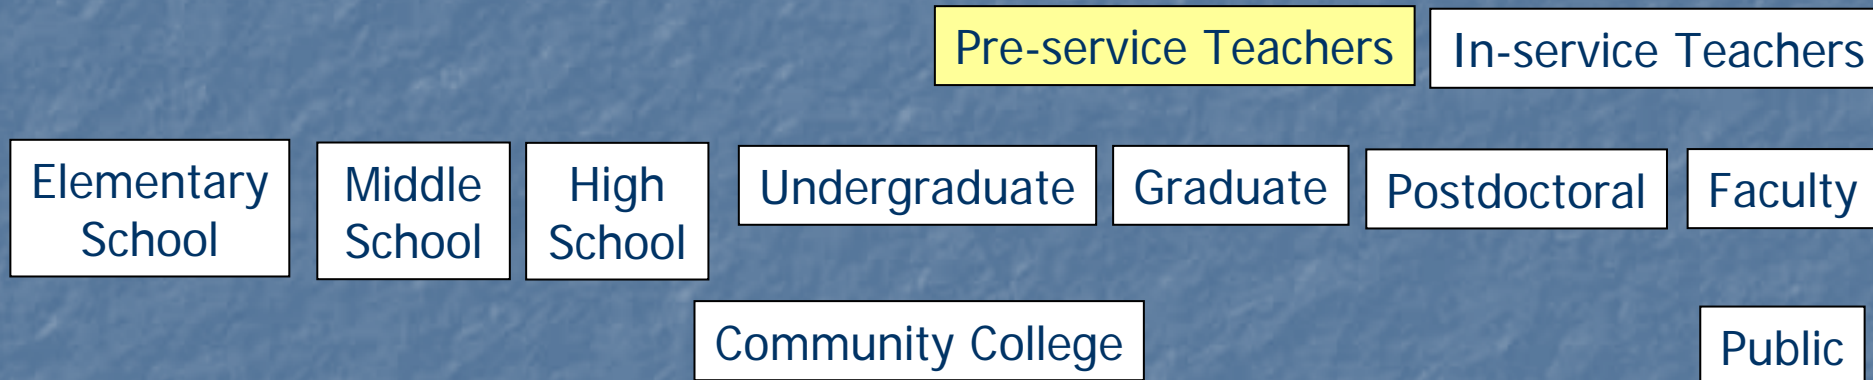 Pre-service Teachers
In-service Teachers
Elementary
School
Middle
School
High
School
Undergraduate
Graduate
Postdoctoral
Faculty
Community College
Public